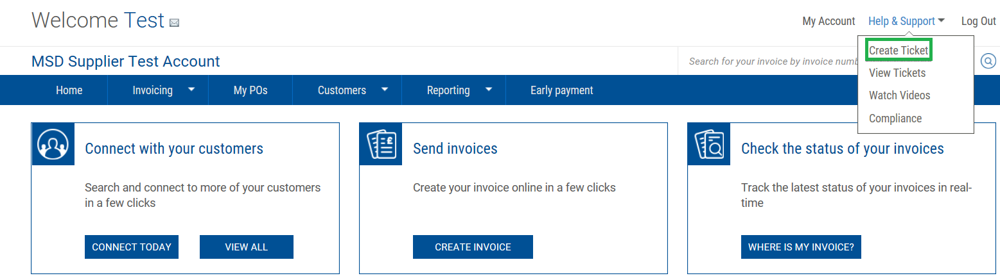 Welcome Test
My Account Help & Support Log Out
Create Ticket
View Tickets
Watch Videos
Compliance
MSD Supplier Test Account
Search for your invoice by invoice numb
Home Invoicing My POs Customers Reporting Early payment
Connect with your customers
Search and connect to more of your customers
in a few clicks
CONNECT TODAY VIEW ALL
£
Send invoices
Create your invoice online in a few clicks
CREATE INVOICE
Check the status of your invoices
Track the latest status of your invoices in real-
time
WHERE IS MY INVOICE?